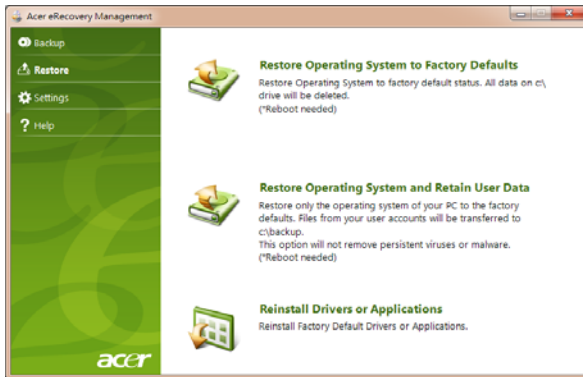 Acer eRecovery Management
Backup
Restore
Settings
? Help
Restore Operating System to Factory Defaults
Restore Operating System to factory default status. All data on c:\
drive will be deleted.
(*Reboot needed)
Restore Operating System and Retain User Data
Restore only the operating system of your PC to the factory
defaults. Files from your user accounts will be transferred to
c:\backup.
This option will not remove persistent viruses or malware.
(*Reboot needed)
Reinstall Drivers or Applications
Reinstall Factory Default Drivers or Applications.
acer